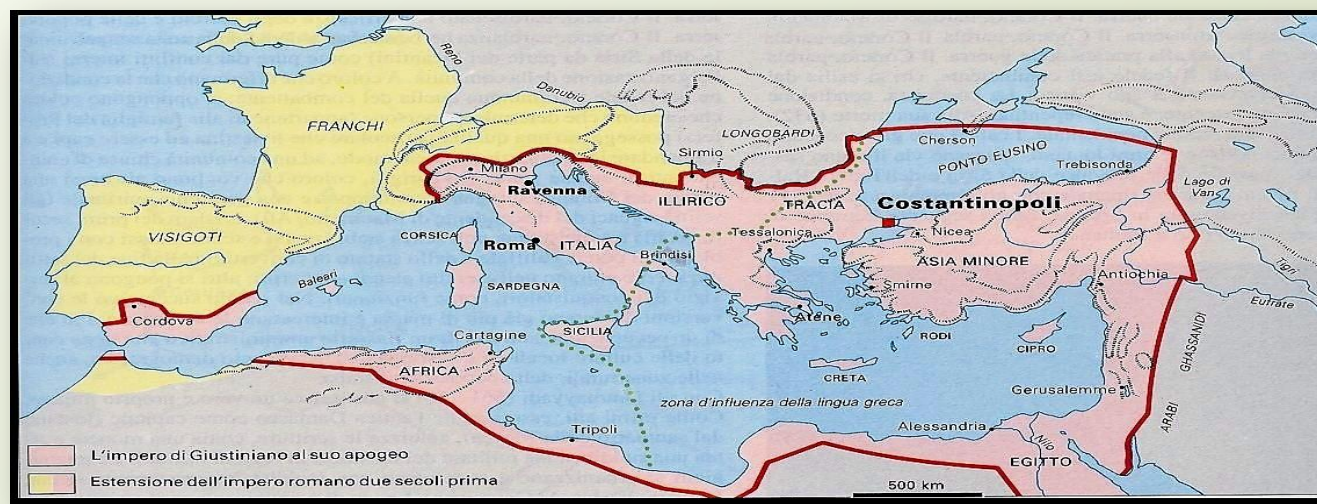 Reno
Danubio
FRANCHI
LONGOBARDI
Sirmio
Cherson
PONTO EUSINO
Trebisonda
Lago di
Van
Milano
Ravenna
ILLIRICO
TRACIA
Costantinopoli
VISIGOTI
CORSICA
Roma
ITALIA
Tessalonica
Nicea
Brindisi
ASIA MINORE
Tigri
Baleari
SARDEGNA
Smirne
Antiochia
Eufrate
Cordova
Cartagine
SICILIA
Atene
RODI
CIPRO
AFRICA
CRETA
Gerusalemme
ARABI GHASSANIDI
zona d'influenza della lingua greca
Tripoli
Alessandria
Nilo
EGITTO
L'impero di Giustiniano al suo apogeo
Estensione dell'impero romano due secoli prima
500 km